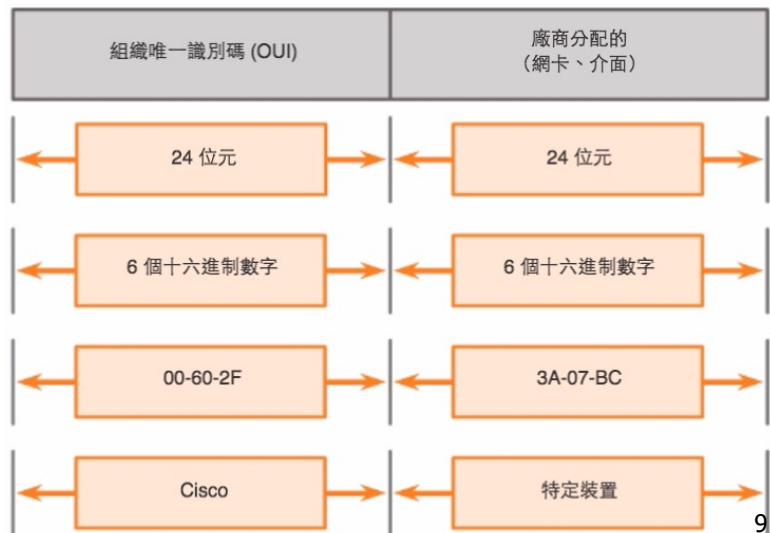 組織唯一識別碼 (OUI)
廠商分配的
（網卡、介面）
24 位元
24 位元
6 個十六進制數字
6 個十六進制數字
00-60-2F
3A-07-BC
Cisco
特定裝置
9